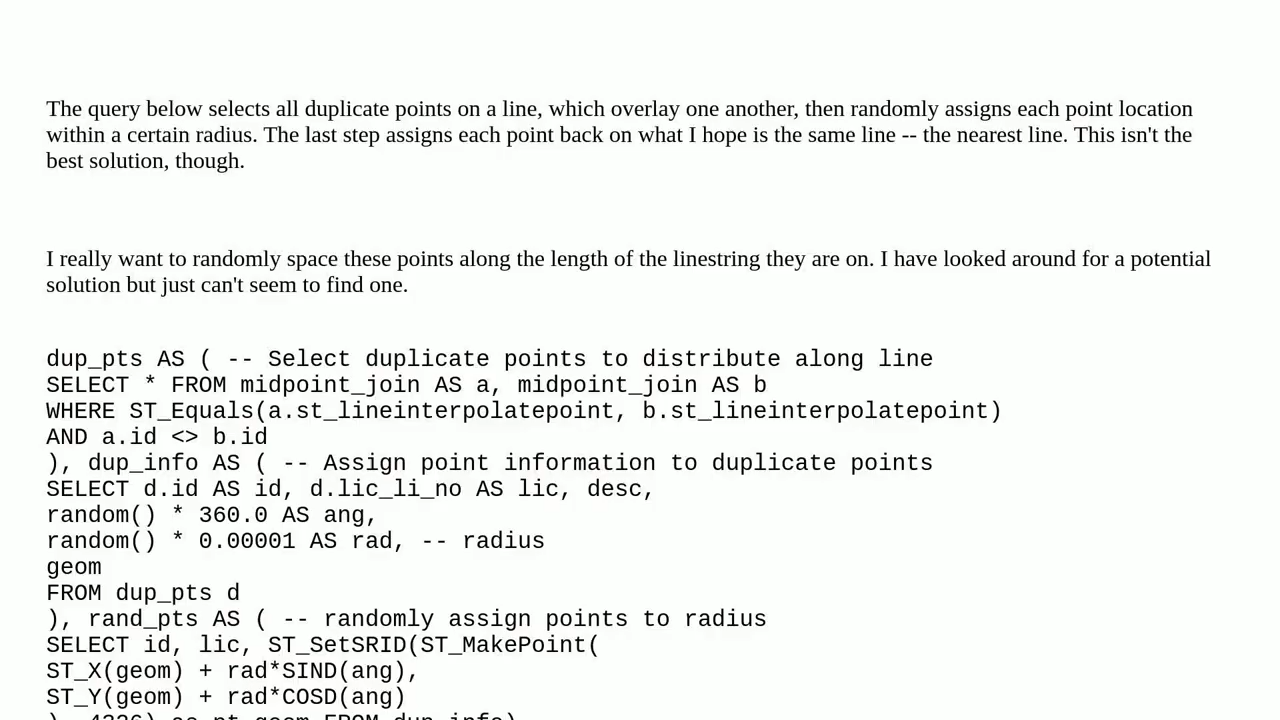 The query below selects all duplicate points on a line, which overlay one another, then randomly assigns each point location
within a certain radius. The last step assigns each point back on what I hope is the same line -- the nearest line. This isn't the
best solution, though.
I really want to randomly space these points along the length of the linestring they are on. I have looked around for a potential
solution but just can't seem to find one.
dup_pts AS ( -- Select duplicate points to distribute along line
SELECT * FROM midpoint_join AS a, midpoint_join AS b
WHERE ST_Equals(a.st_lineinterpolatepoint, b.st_lineinterpolatepoint)
AND a.id <> b.id
), dup_info AS ( -- Assign point information to duplicate points
SELECT d.id AS id, d.lic_li_no AS lic, desc,
random() * 360.0 AS ang,
random() * 0.00001 AS rad, -- radius
geom
FROM dup_pts d
), rand_pts AS ( -- randomly assign points to radius
SELECT id, lic, ST_SetSRID(ST_MakePoint(
ST_X(geom) + rad*SIND(ang),
ST_Y(geom) + rad*COSD(ang)
), 4326) as pt_geom FROM dup_info)